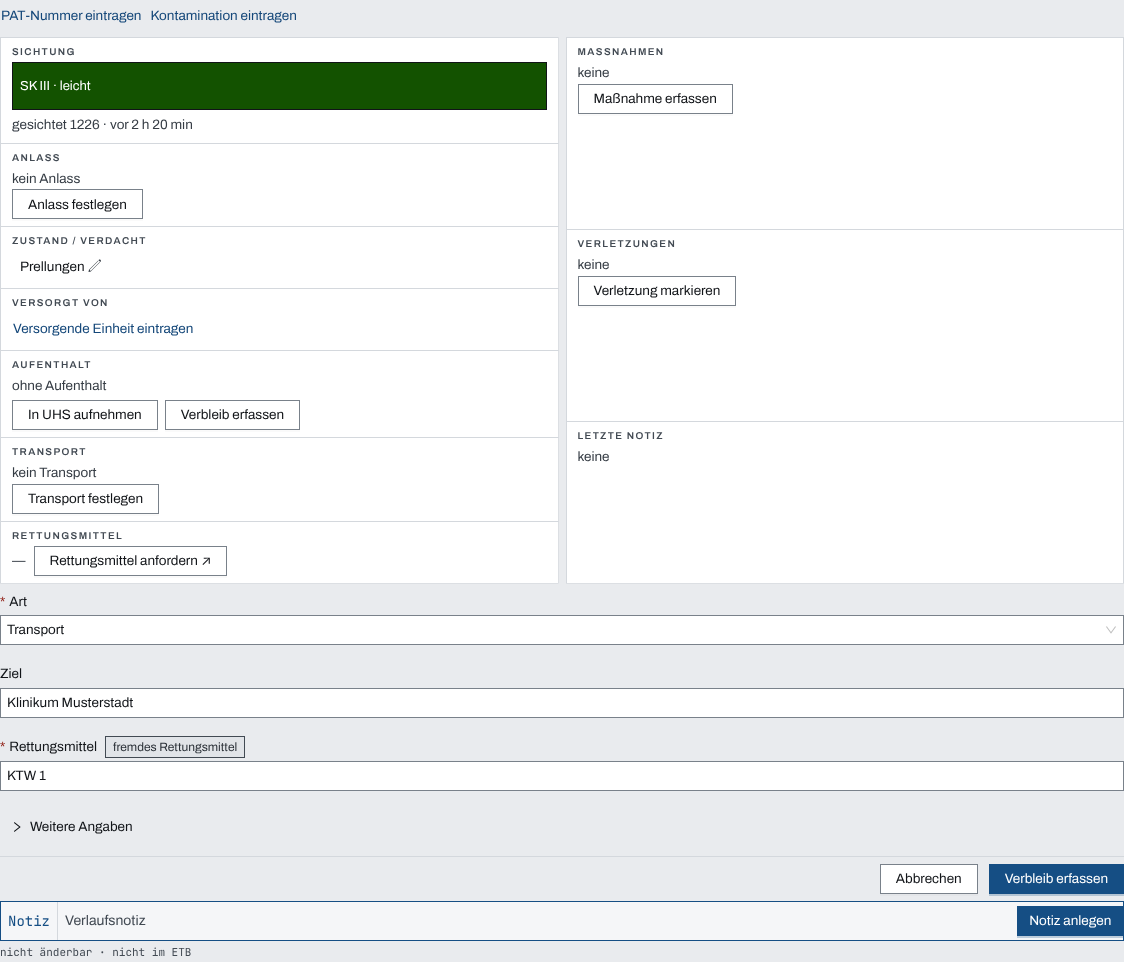 PAT-Nummer eintragen Kontamination eintragen
SICHTUNG
SK III · leicht
gesichtet 1226 · vor 2 h 20 min
ANLASS
kein Anlass
Anlass festlegen
ZUSTAND / VERDACHT
Prellungen
VERSORGT VON
Versorgende Einheit eintragen
AUFENTHALT
ohne Aufenthalt
In UHS aufnehmen Verbleib erfassen
TRANSPORT
kein Transport
Transport festlegen
RETTUNGSMITTEL
— Rettungsmittel anfordern ↗
MASSNAHMEN
keine
Maßnahme erfassen
VERLETZUNGEN
keine
Verletzung markieren
LETZTE NOTIZ
keine
* Art
Transport
Ziel
Klinikum Musterstadt
* Rettungsmittel fremdes Rettungsmittel
KTW 1
Weitere Angaben
Abbrechen Verbleib erfassen
Notiz Verlaufsnotiz Notiz anlegen
nicht änderbar · nicht im ETB